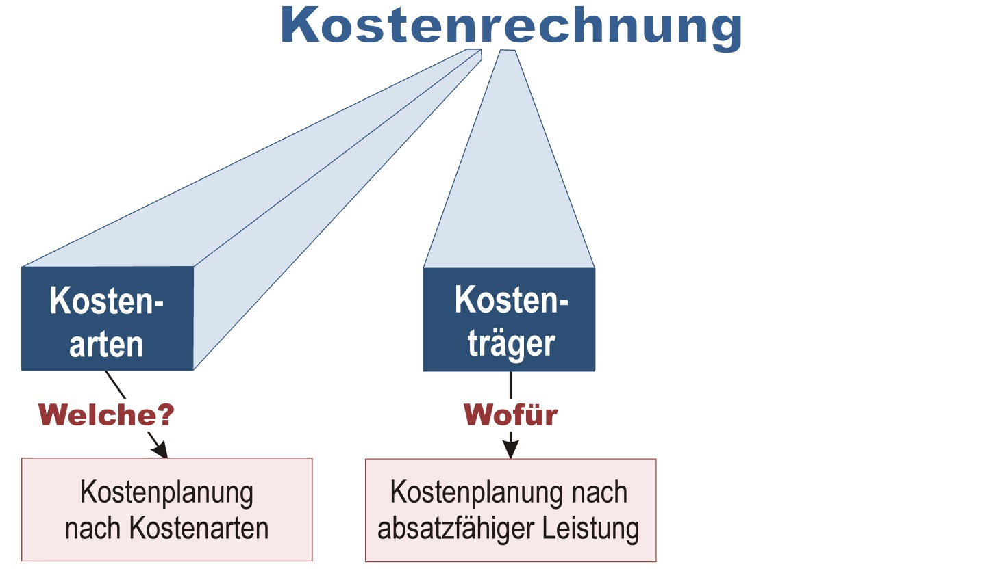 Kostenrechnung
Kosten-
arten
Kosten-
träger
Welche?
Wofür
Kostenplanung
nach Kostenarten
Kostenplanung nach
absatzfähiger Leistung